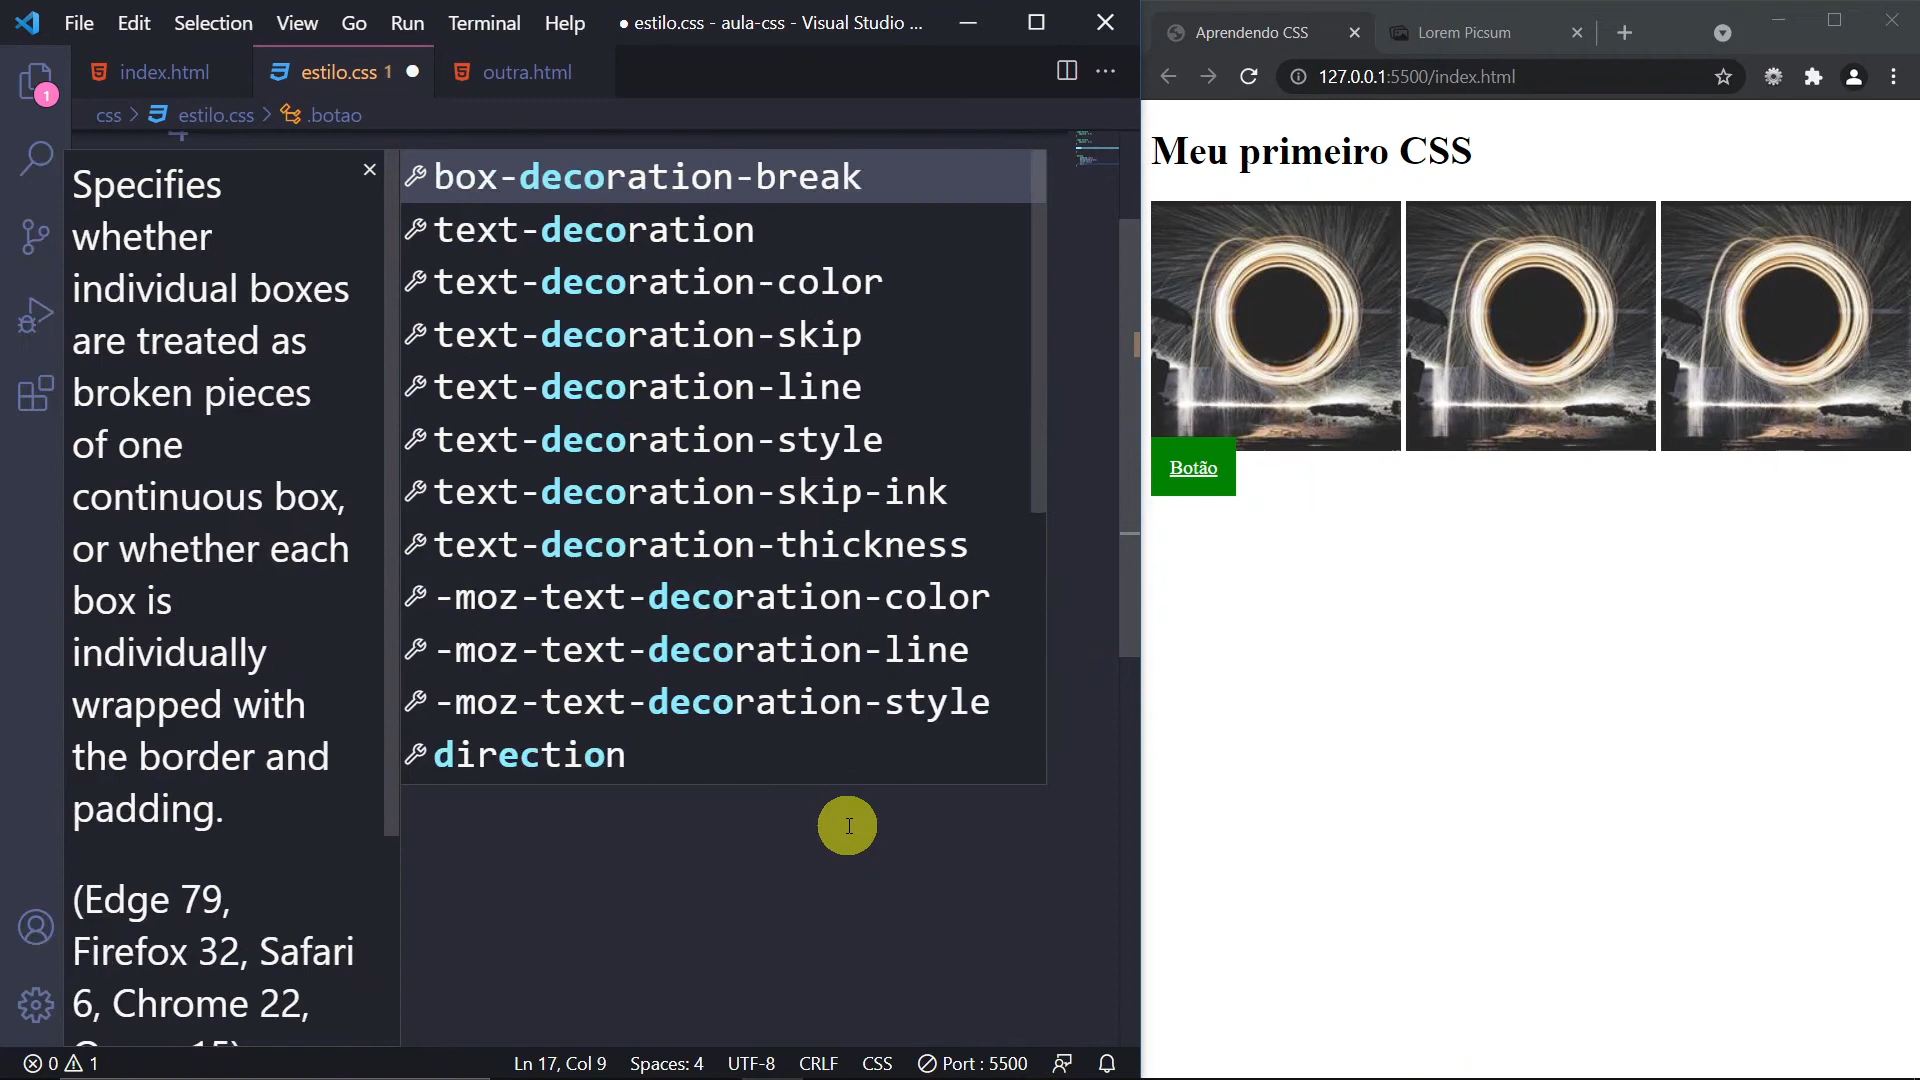 File Edit Selection View Go Run Terminal Help ● estilo.css - aula-css - Visual Studio ...
index.html estilo.css 1 outra.html
css > estilo.css > .botao
1
Specifies
whether
individual boxes
are treated as
broken pieces
of one
continuous box,
or whether each
box is
individually
wrapped with
the border and
padding.
(Edge 79,
Firefox 32, Safari
6, Chrome 22,
box-decoration-break
text-decoration
text-decoration-color
text-decoration-skip
text-decoration-line
text-decoration-style
text-decoration-skip-ink
text-decoration-thickness
-moz-text-decoration-color
-moz-text-decoration-line
-moz-text-decoration-style
direction
0 1 Ln 17, Col 9 Spaces: 4 UTF-8 CRLF CSS Port : 5500
Aprendendo CSS Lorem Picsum
127.0.0.1:5500/index.html
Meu primeiro CSS
Botão